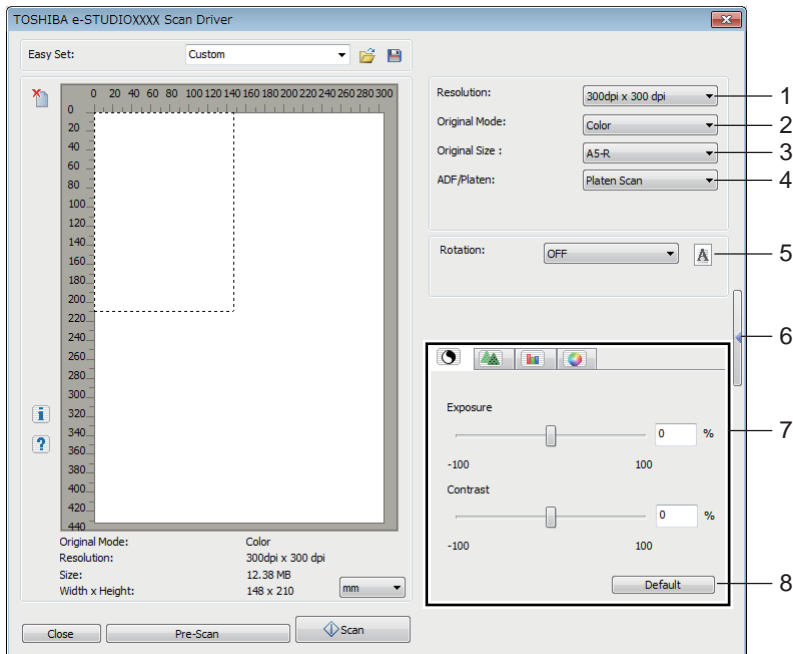 TOSHIBA e-STUDIOXXXX Scan Driver
Easy Set: Custom
0 20 40 60 80 100 120 140 160 180 200 220 240 260 280 300
0
20
40
60
80
100
120
140
160
180
200
220
240
260
280
300
320
340
360
380
400
420
440
Original Mode: Color
Resolution: 300dpi x 300 dpi
Size: 12.38 MB
Width x Height: 148 x 210 mm
Close Pre-Scan Scan
Resolution: 300dpi x 300 dpi 1
Original Mode: Color 2
Original Size : A5-R 3
ADF/Platen: Platen Scan 4
Rotation: OFF A 5
6
Exposure
0 % 7
-100 100
Contrast
0 %
-100 100
Default 8